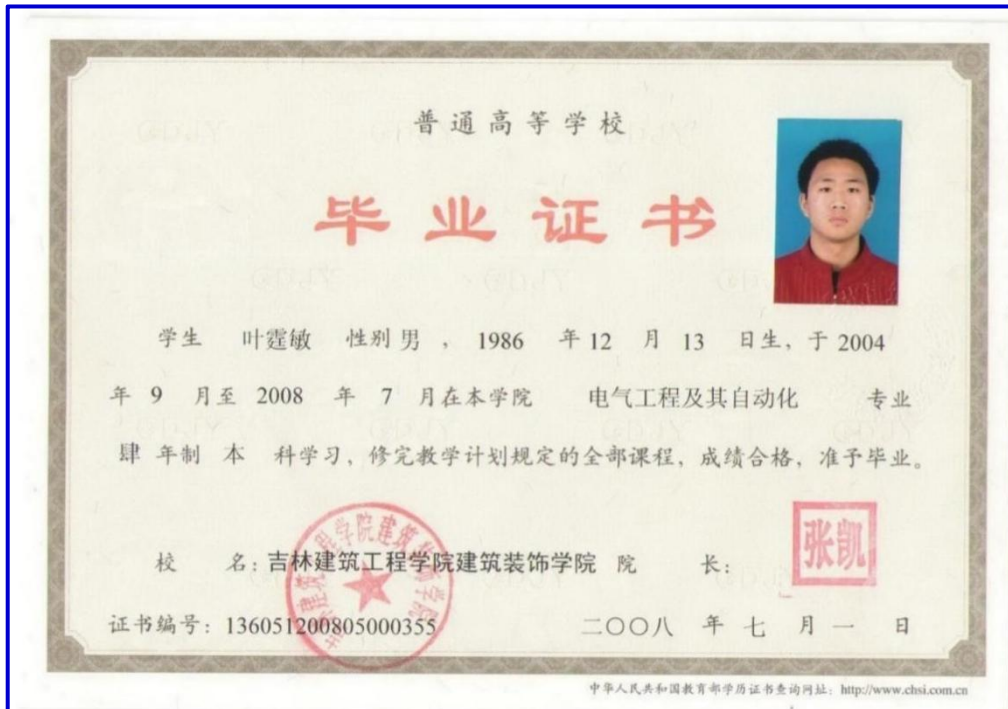 普通高等学校
毕业证书
学生 叶霆敏 性别 男 , 1986 年 12 月 13 日生, 于 2004
年 9 月至 2008 年 7 月在本学院 电气工程及其自动化 专业
肆 年制 本 科学习, 修完教学计划规定的全部课程, 成绩合格, 准予毕业。
张凯
校 名: 吉林建筑工程学院建筑装饰学院 院 长:
证书编号: 136051200805000355 二〇〇八 年 七 月 一 日
中华人民共和国教育部学历证书查询网址: http://www.chsi.com.cn